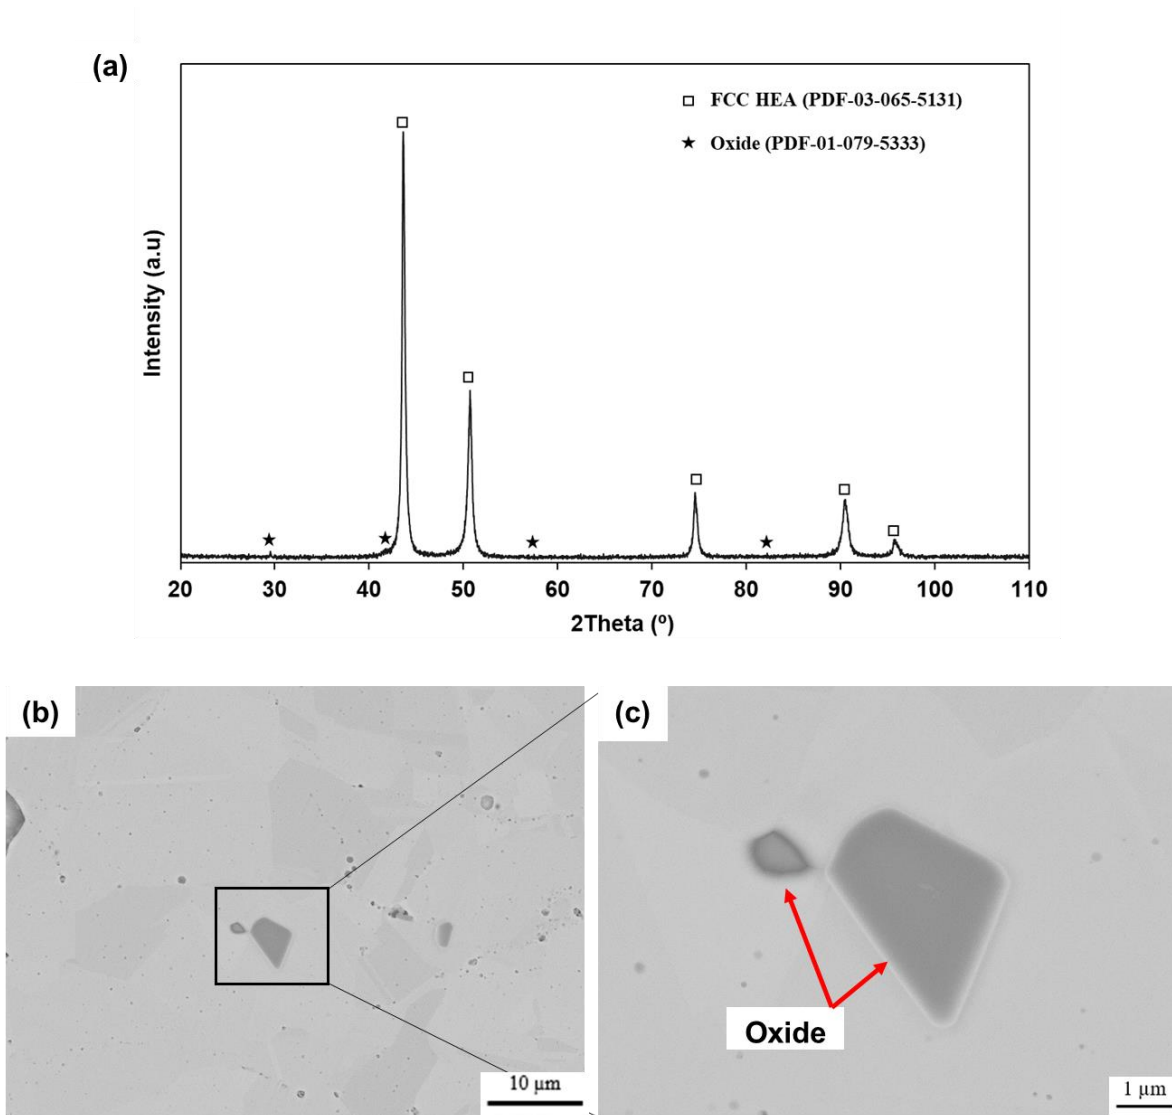 (a)
□ FCC HEA (PDF-03-065-5131)
★ Oxide (PDF-01-079-5333)
Intensity (a.u)
20 30 40 50 60 70 80 90 100 110
2Theta (º)
(b)
10 µm
(c)
Oxide
1 µm